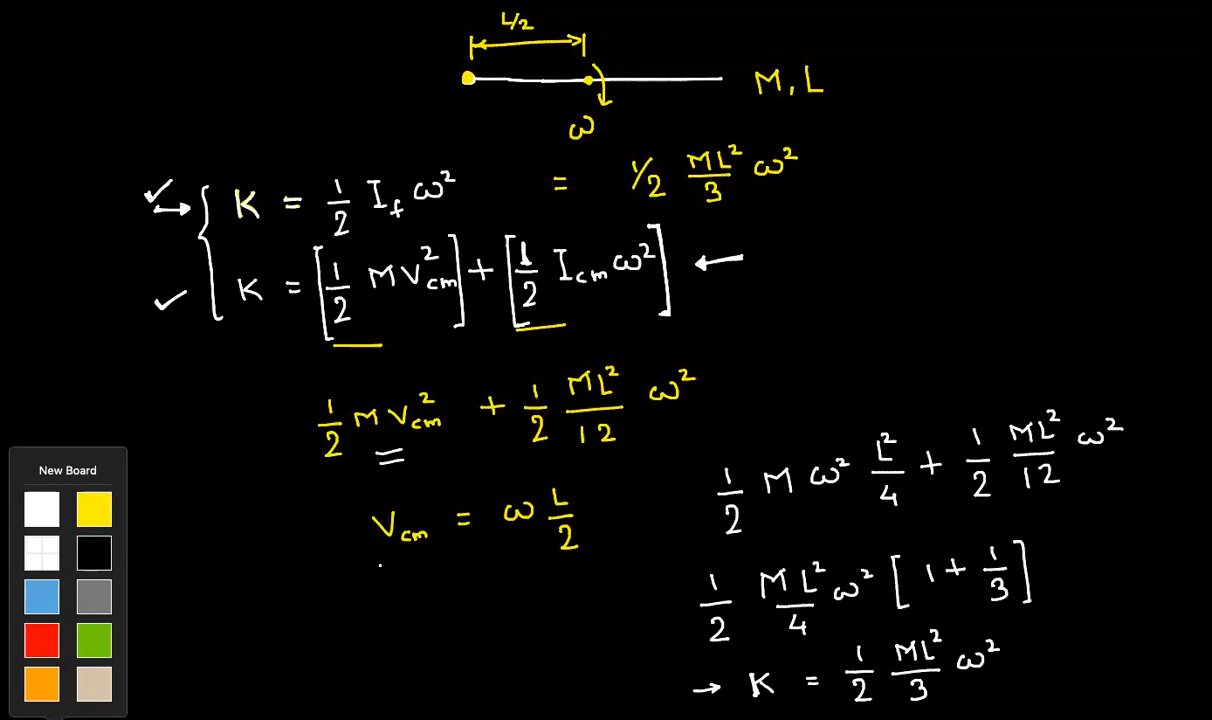 L/2
M, L
ω
K = 1/2 I_f ω² = 1/2 ML²/3 ω²
K = [1/2 MV_cm²] + [1/2 I_cm ω²] ←
1/2 M V_cm² + 1/2 ML²/12 ω²
V_cm = ω L/2
1/2 M ω² L²/4 + 1/2 ML²/12 ω²
1/2 ML²/4 ω² [1 + 1/3]
→ K = 1/2 ML²/3 ω²
New Board